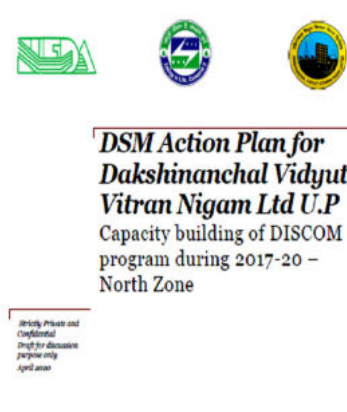 NEDA
DSM Action Plan for
Dakshinanchal Vidyut
Vitran Nigam Ltd U.P
Capacity building of DISCOM
program during 2017-20 –
North Zone
Strictly Private and
Confidential
Draft for discussion
purpose only
April 2020